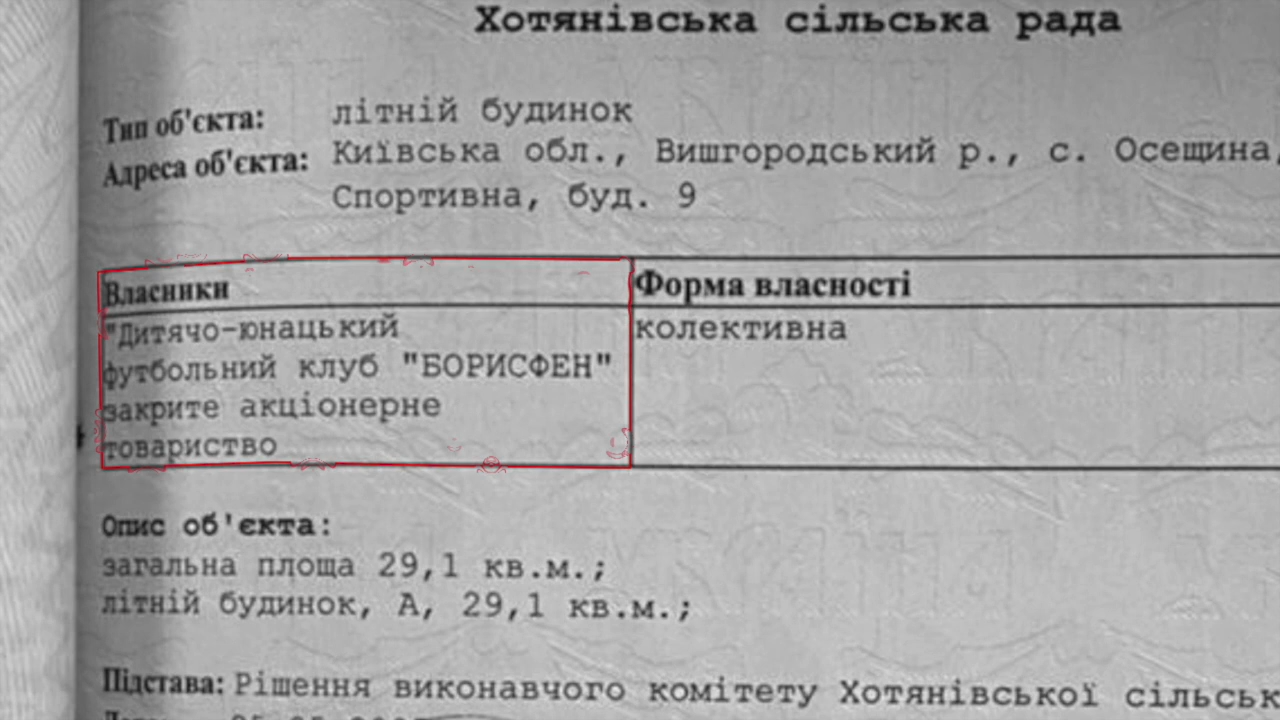 Хотянівська сільська рада
Тип об'єкта: літній будинок
Адреса об'єкта: Київська обл., Вишгородський р., с. Осещина,
Спортивна, буд. 9
Власники Форма власності
"Дитячо-юнацький колективна
футбольний клуб "БОРИСФЕН"
закрите акціонерне
товариство
Опис об'єкта:
загальна площа 29,1 кв.м.;
літній будинок, А, 29,1 кв.м.;
Підстава: Рішення виконавчого комітету Хотянівської сільськ